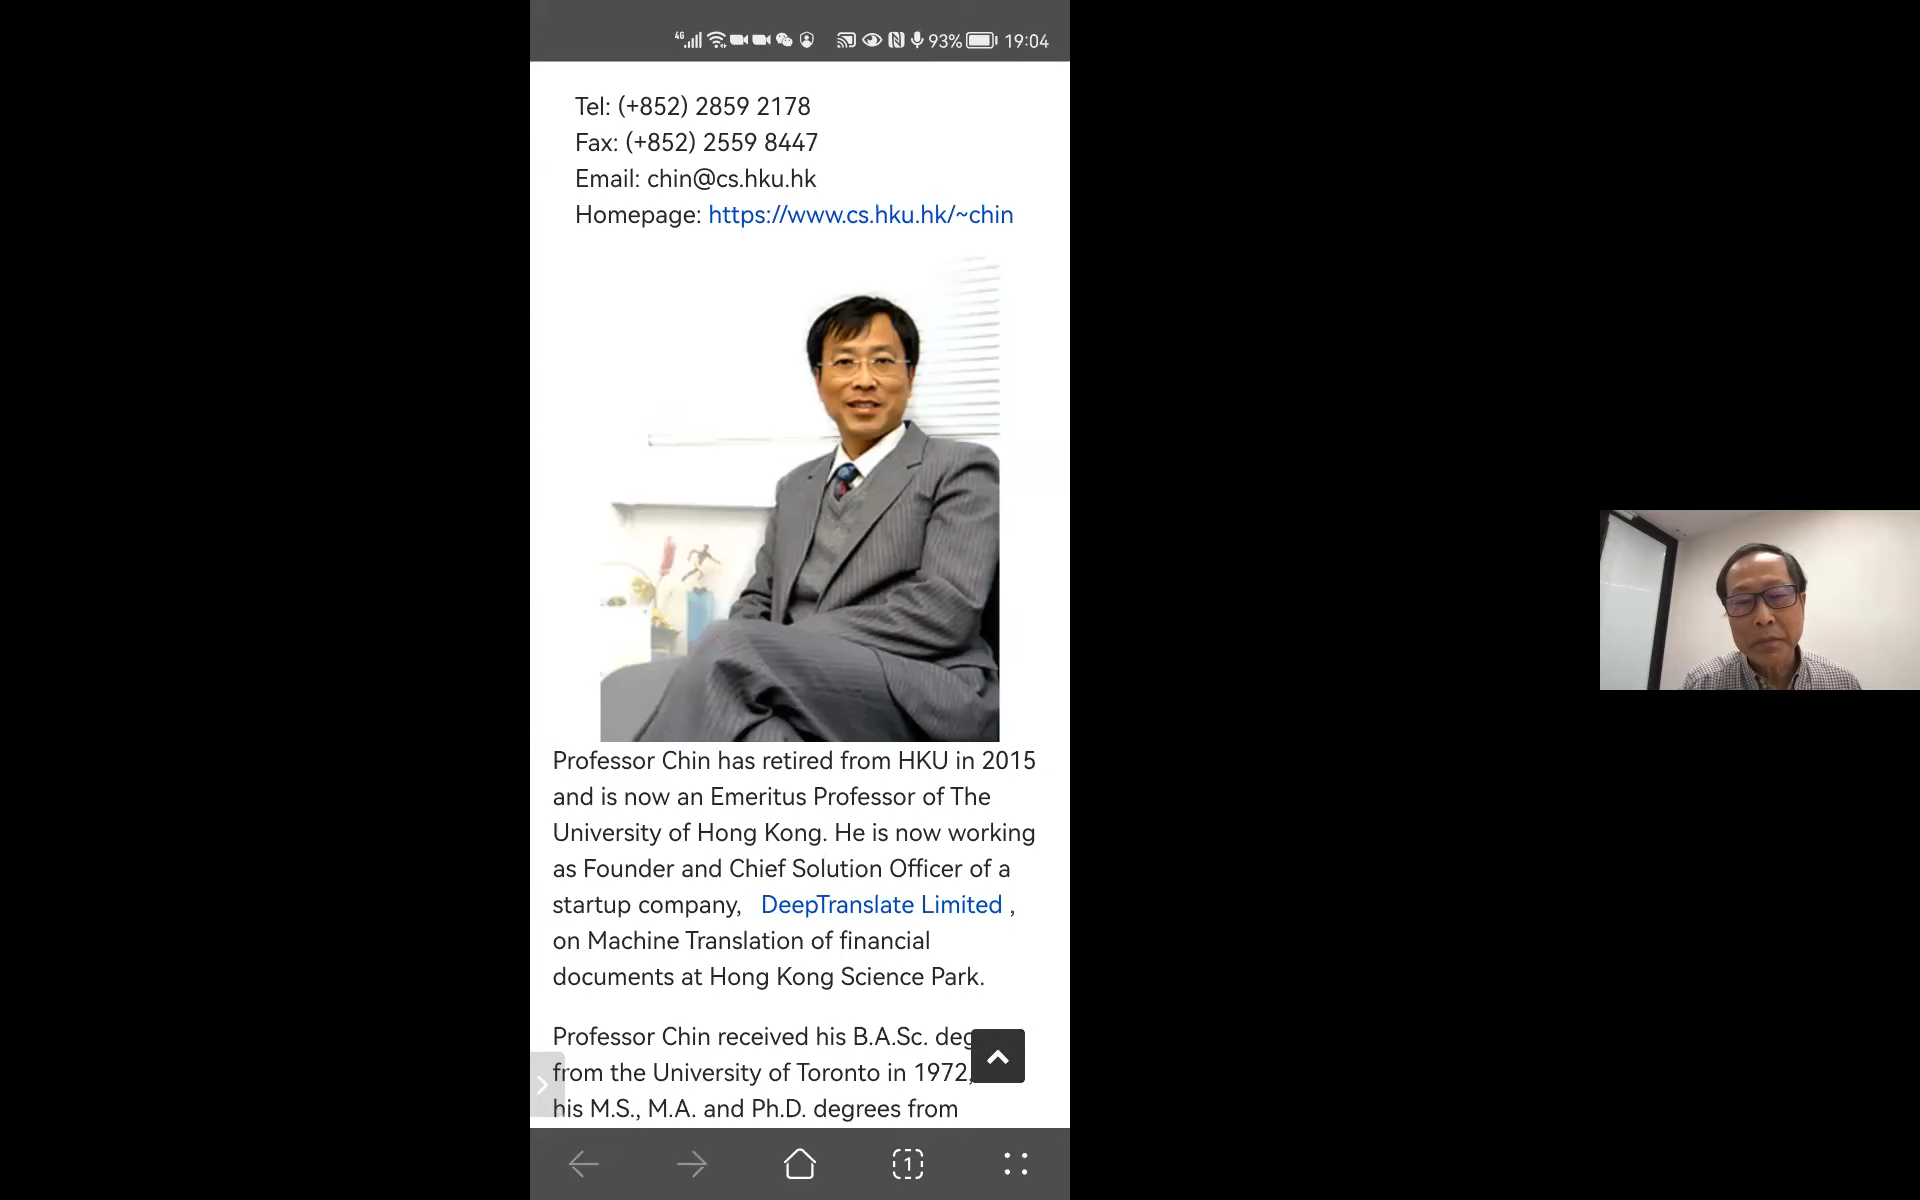 4G 93% 19:04
Tel: (+852) 2859 2178
Fax: (+852) 2559 8447
Email: chin@cs.hku.hk
Homepage: https://www.cs.hku.hk/~chin
Professor Chin has retired from HKU in 2015
and is now an Emeritus Professor of The
University of Hong Kong. He is now working
as Founder and Chief Solution Officer of a
startup company, DeepTranslate Limited ,
on Machine Translation of financial
documents at Hong Kong Science Park.
Professor Chin received his B.A.Sc. deg
from the University of Toronto in 1972,
his M.S., M.A. and Ph.D. degrees from
1